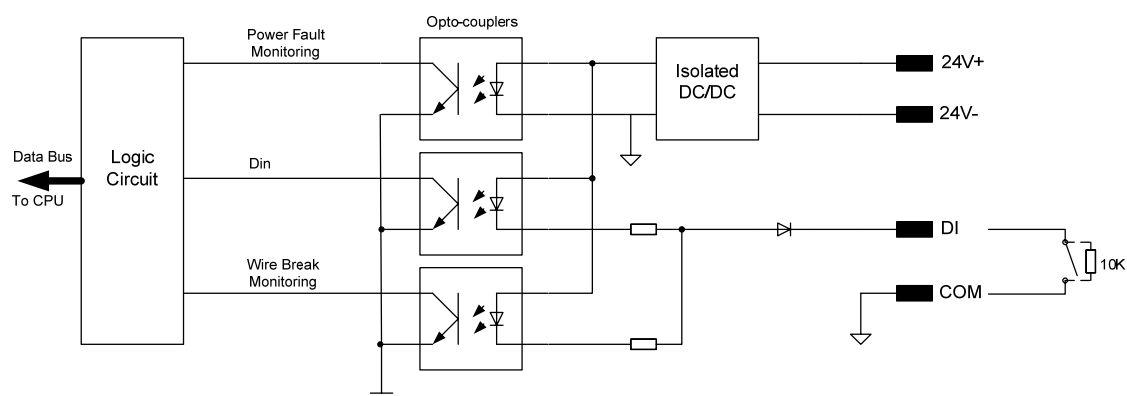 Opto-couplers
Power Fault
Monitoring
24V+
Isolated
DC/DC
24V-
Data Bus
To CPU
Logic
Circuit
Din
DI
Wire Break
Monitoring
10K
COM